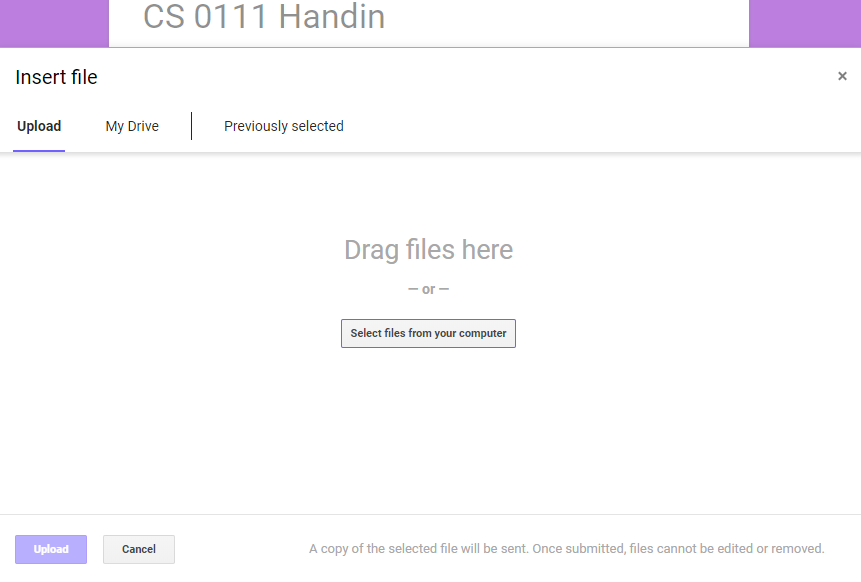 CS 0111 Handin
Insert file ×
Upload My Drive Previously selected
Drag files here
— or —
Select files from your computer
Upload Cancel A copy of the selected file will be sent. Once submitted, files cannot be edited or removed.